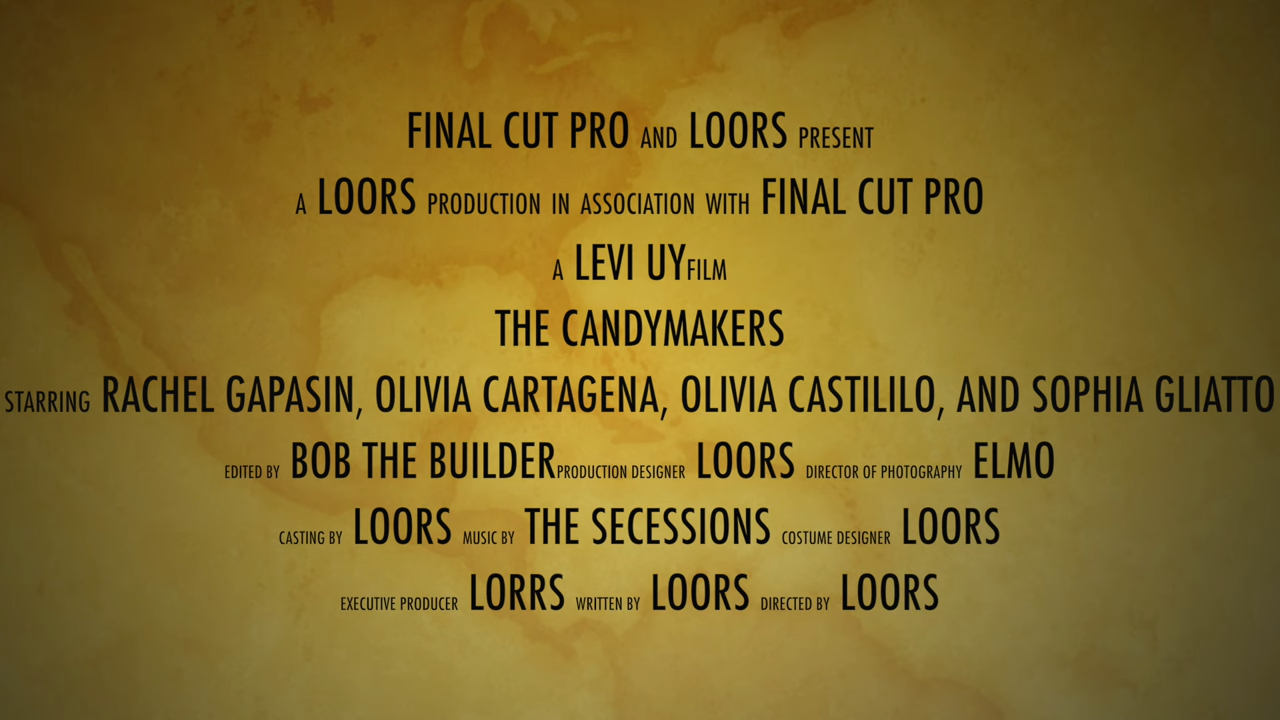 FINAL CUT PRO AND LOORS PRESENT
A LOORS PRODUCTION IN ASSOCIATION WITH FINAL CUT PRO
A LEVI UYFILM
THE CANDYMAKERS
STARRING RACHEL GAPASIN, OLIVIA CARTAGENA, OLIVIA CASTILILO, AND SOPHIA GLIATTO
EDITED BY BOB THE BUILDERPRODUCTION DESIGNER LOORS DIRECTOR OF PHOTOGRAPHY ELMO
CASTING BY LOORS MUSIC BY THE SECESSIONS COSTUME DESIGNER LOORS
EXECUTIVE PRODUCER LORRS WRITTEN BY LOORS DIRECTED BY LOORS